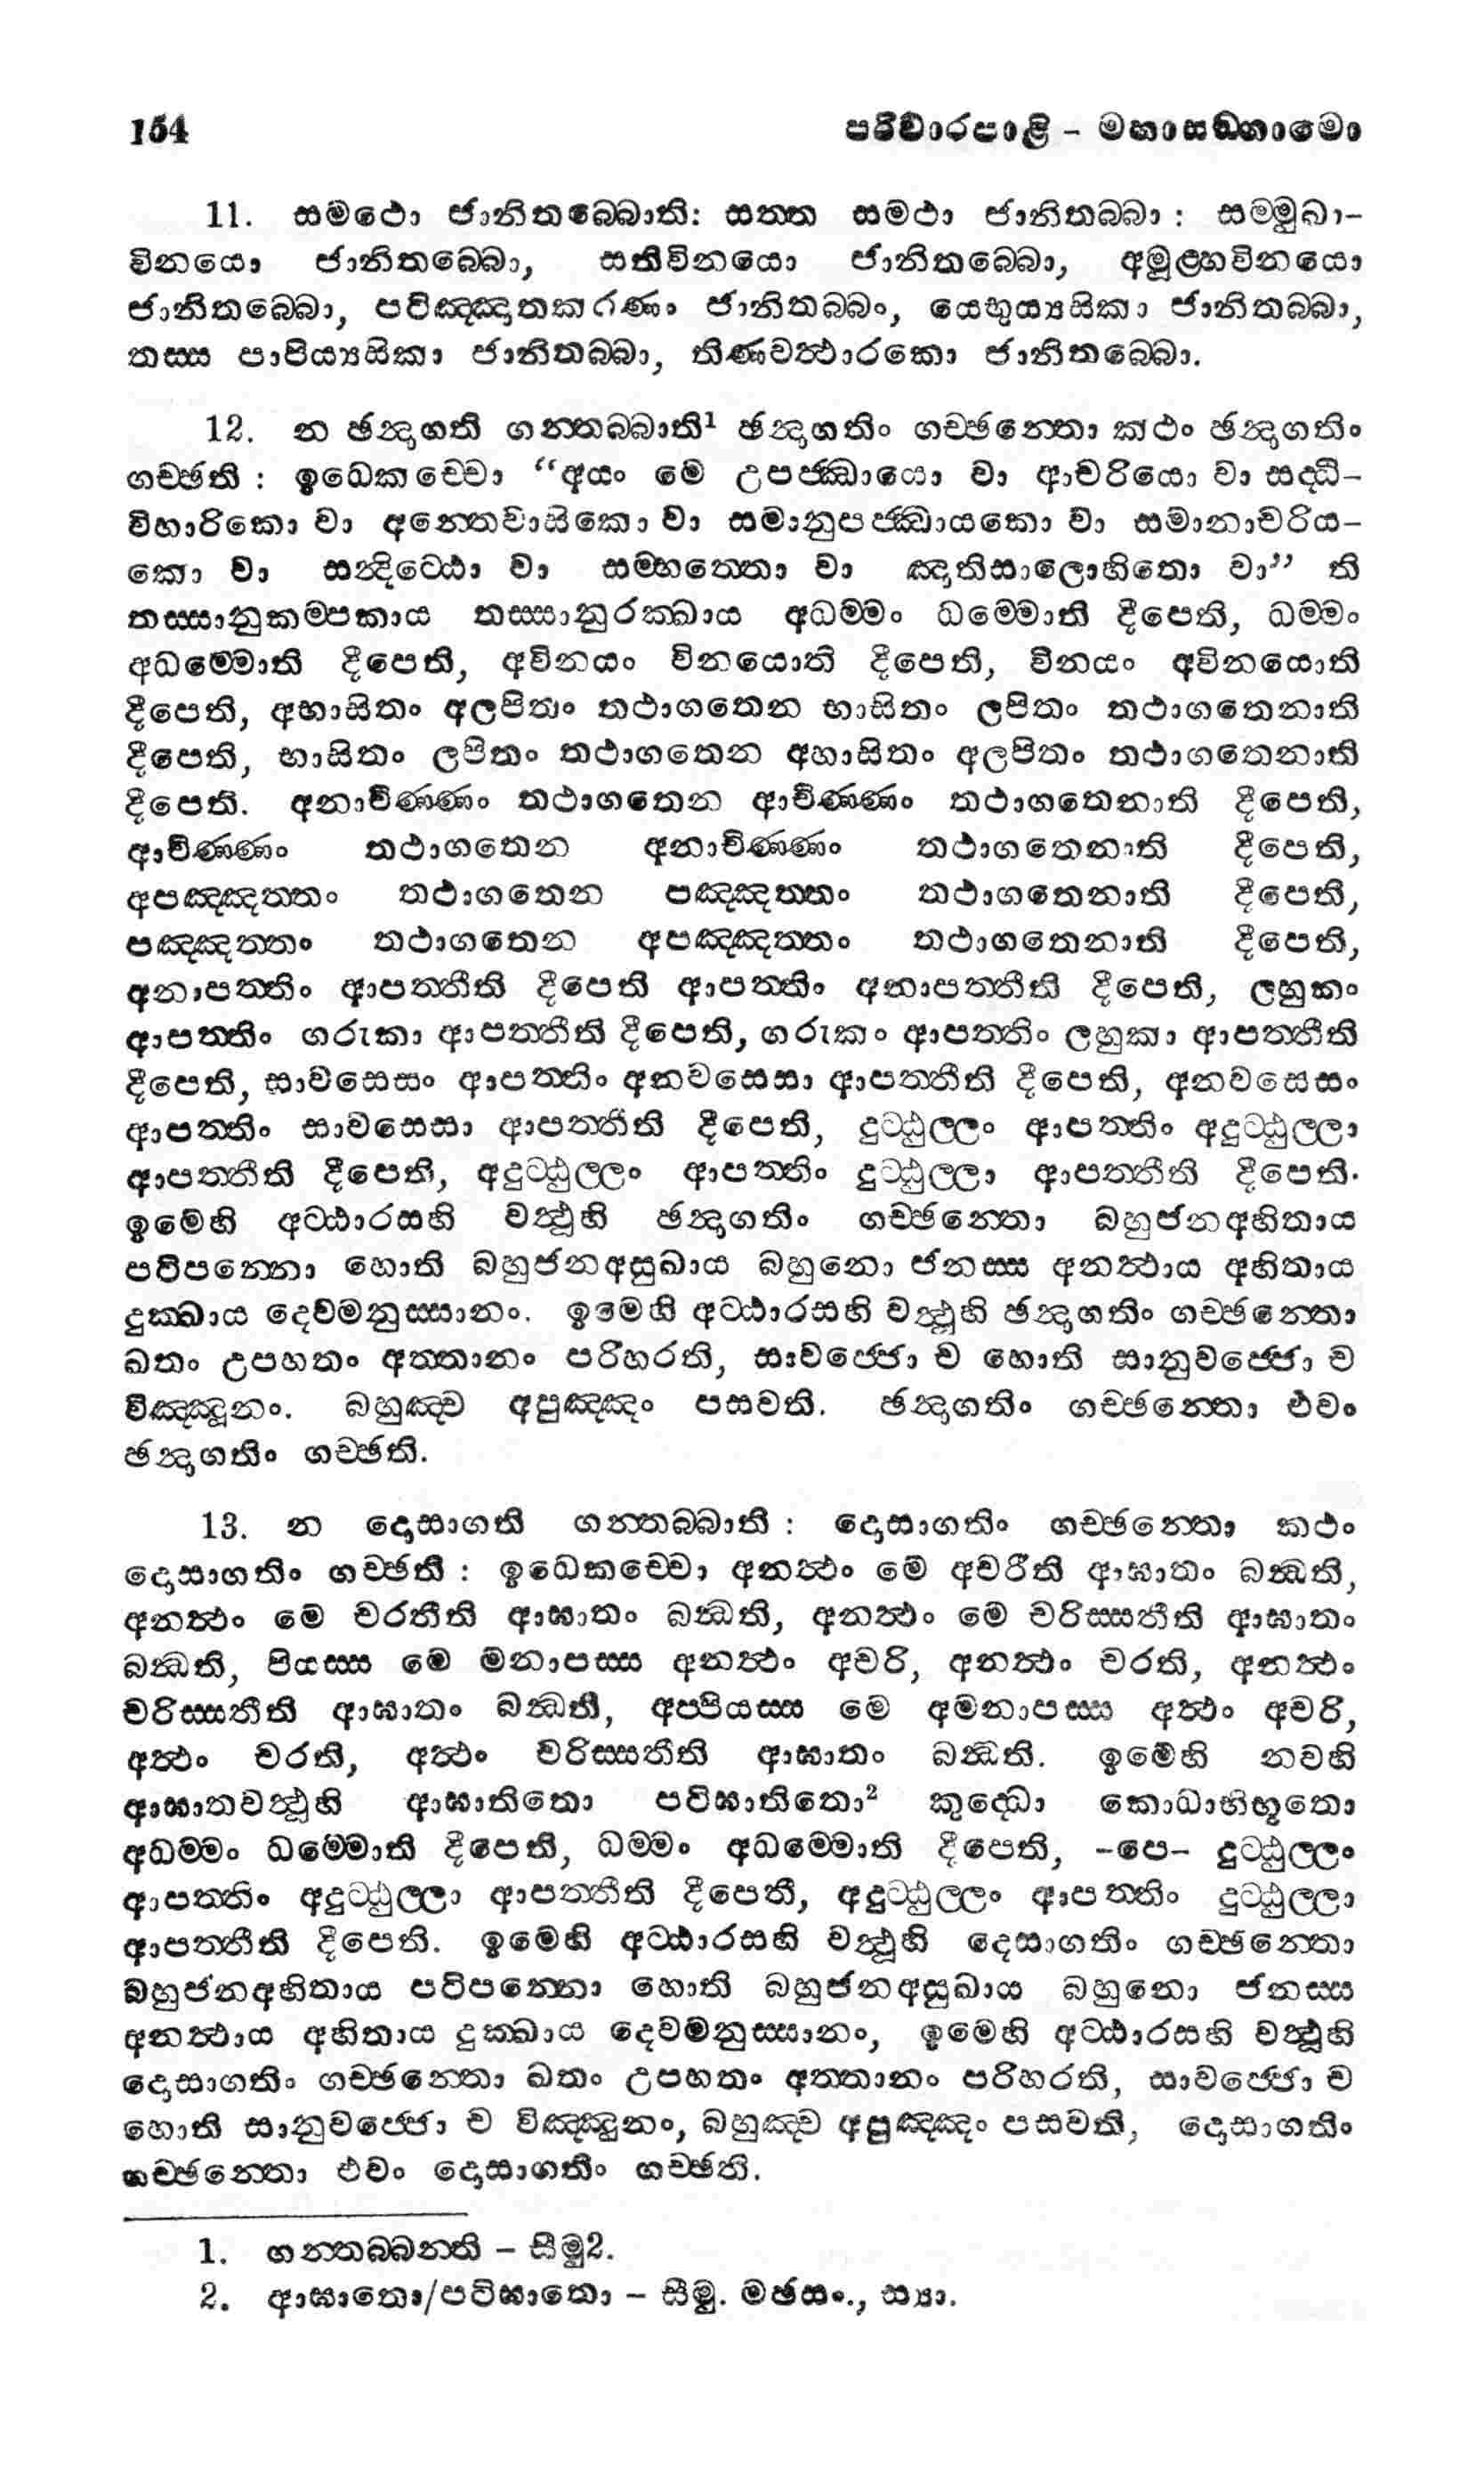 154 පරිවාරපාළි – මහාසඞ්ගාමො
11. සමථො ජානිතබ්බොති: සත්ත සමථා ජානිතබ්බා : සම්මුඛා-
විනයො ජානිතබ්බො, සතිවිනයො ජානිතබ්බො, අමූළ්හවිනයො
ජානිතබ්බො, පටිඤ්ඤාතකරණං ජානිතබ්බං, යෙභුය්‍යසිකා ජානිතබ්බා,
තස්ස පාපිය්‍යසිකා ජානිතබ්බා, තිණවත්ථාරකො ජානිතබ්බො.
12. න ඡන්දාගති ගන්තබ්බාති¹ ඡන්දාගතිං ගච්ඡන්තො කථං ඡන්දාගතිං
ගච්ඡති : ඉධෙකච්චො “අයං මෙ උපජ්ඣායො වා ආචරියො වා සද්ධි-
විහාරිකො වා අන්තෙවාසිකො වා සමානුපජ්ඣායකො වා සමානාචරිය-
කො වා සන්දිට්ඨො වා සම්භත්තො වා ඤාතිසාලොහිතො වා” ති
තස්සානුකම්පකාය තස්සානුරක්ඛාය අධම්මං ධම්මොති දීපෙති, ධම්මං
අධම්මොති දීපෙති, අවිනයං විනයොති දීපෙති, විනයං අවිනයොති
දීපෙති, අභාසිතං අලපිතං තථාගතෙන භාසිතං ලපිතං තථාගතෙනාති
දීපෙති, භාසිතං ලපිතං තථාගතෙන අභාසිතං අලපිතං තථාගතෙනාති
දීපෙති. අනාචිණ්ණං තථාගතෙන ආචිණ්ණං තථාගතෙනාති දීපෙති,
ආචිණ්ණං තථාගතෙන අනාචිණ්ණං තථාගතෙනාති දීපෙති,
අපඤ්ඤත්තං තථාගතෙන පඤ්ඤත්තං තථාගතෙනාති දීපෙති,
පඤ්ඤත්තං තථාගතෙන අපඤ්ඤත්තං තථාගතෙනාති දීපෙති,
අනාපත්තිං ආපත්තීති දීපෙති ආපත්තිං අනාපත්තීති දීපෙති, ලහුකං
ආපත්තිං ගරුකා ආපත්තීති දීපෙති, ගරුකං ආපත්තිං ලහුකා ආපත්තීති
දීපෙති, සාවසෙසං ආපත්තිං අනවසෙසා ආපත්තීති දීපෙති, අනවසෙසං
ආපත්තිං සාවසෙසා ආපත්තීති දීපෙති, දුට්ඨුල්ලං ආපත්තිං අදුට්ඨුල්ලා
ආපත්තීති දීපෙති, අදුට්ඨුල්ලං ආපත්තිං දුට්ඨුල්ලා ආපත්තීති දීපෙති.
ඉමෙහි අට්ඨාරසහි වත්ථූහි ඡන්දාගතිං ගච්ඡන්තො බහුජනඅහිතාය
පටිපන්නො හොති බහුජනඅසුඛාය බහුනො ජනස්ස අනත්ථාය අහිතාය
දුක්ඛාය දෙවමනුස්සානං. ඉමෙහි අට්ඨාරසහි වත්ථූහි ඡන්දාගතිං ගච්ඡන්තො
ඛතං උපහතං අත්තානං පරිහරති, සාවජ්ජො ච හොති සානුවජ්ජො ච
විඤ්ඤූනං. බහුඤ්ච අපුඤ්ඤං පසවති. ඡන්දාගතිං ගච්ඡන්තො එවං
ඡන්දාගතිං ගච්ඡති.
13. න දොසාගති ගන්තබ්බාති : දොසාගතිං ගච්ඡන්තො කථං
දොසාගතිං ගච්ඡති : ඉධෙකච්චො අනත්ථං මෙ අචරීති ආඝාතං බන්ධති,
අනත්ථං මෙ චරතීති ආඝාතං බන්ධති, අනත්ථං මෙ චරිස්සතීති ආඝාතං
බන්ධති, පියස්ස මෙ මනාපස්ස අනත්ථං අචරි, අනත්ථං චරති, අනත්ථං
චරිස්සතීති ආඝාතං බන්ධති, අප්පියස්ස මෙ අමනාපස්ස අත්ථං අචරි,
අත්ථං චරති, අත්ථං චරිස්සතීති ආඝාතං බන්ධති. ඉමෙහි නවහි
ආඝාතවත්ථූහි ආඝාතිතො පටිඝාතිතො² කුද්ධො කොධාභිභූතො
අධම්මං ධම්මොති දීපෙති, ධම්මං අධම්මොති දීපෙති, –පෙ– දුට්ඨුල්ලං
ආපත්තිං අදුට්ඨුල්ලා ආපත්තීති දීපෙති, අදුට්ඨුල්ලං ආපත්තිං දුට්ඨුල්ලා
ආපත්තීති දීපෙති. ඉමෙහි අට්ඨාරසහි වත්ථූහි දෙසාගතිං ගච්ඡන්තො
බහුජනඅහිතාය පටිපන්නො හොති බහුජනඅසුඛාය බහුනො ජනස්ස
අනත්ථාය අහිතාය දුක්ඛාය දෙවමනුස්සානං, ඉමෙහි අට්ඨාරසහි වත්ථූහි
දොසාගතිං ගච්ඡන්තො ඛතං උපහතං අත්තානං පරිහරති, සාවජ්ජො ච
හොති සානුවජ්ජො ච විඤ්ඤුනං, බහුඤ්ච අපුඤ්ඤං පසවති, දොසාගතිං
ගච්ඡන්තො එවං දොසාගතිං ගච්ඡති.
1. ගන්තබ්බන්ති – සීමු2.
2. ආඝාතො/පටිඝාතො – සීමු. මඡසං., ස්‍යා.